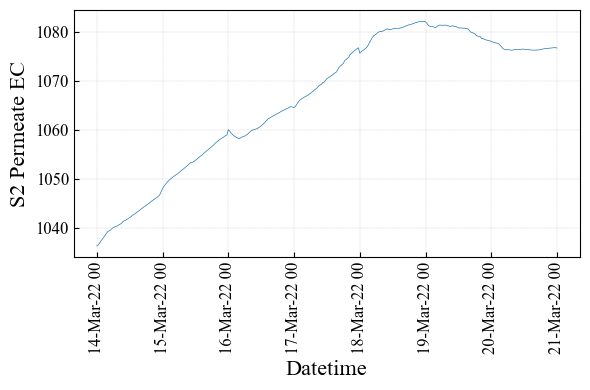 1080
1070
1060
1050
1040
S2 Permeate EC
14-Mar-22 00
15-Mar-22 00
16-Mar-22 00
17-Mar-22 00
18-Mar-22 00
19-Mar-22 00
20-Mar-22 00
21-Mar-22 00
Datetime